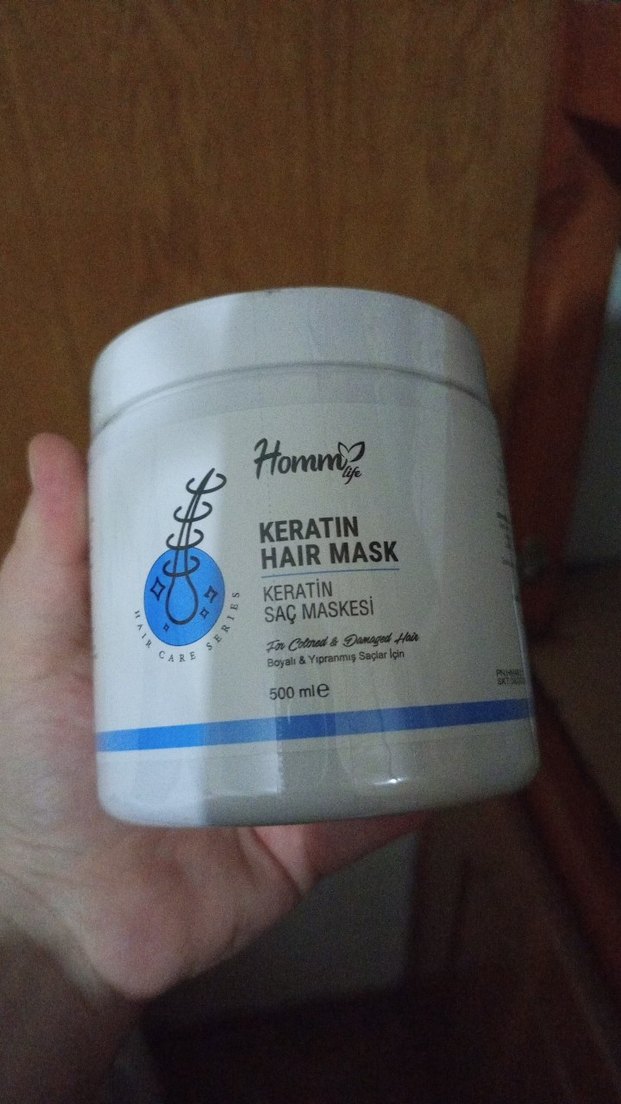 Homm life
KERATIN
HAIR MASK
KERATİN
SAÇ MASKESİ
For Colored & Damaged Hair
Boyalı & Yıpranmış Saçlar İçin
500 ml e
HAIR CARE SERIES